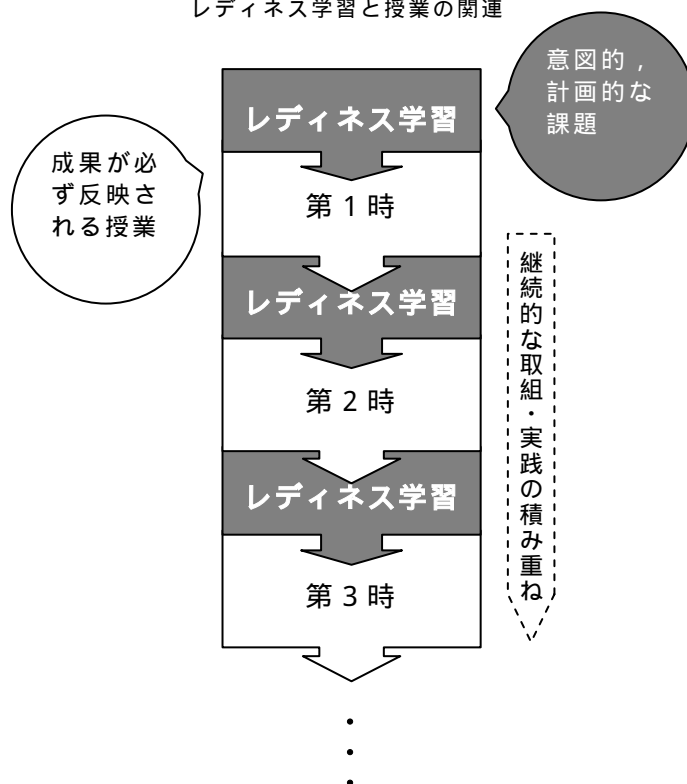 レディネス学習と授業の関連
意図的，
計画的な
課題
レディネス学習
成果が必
ず反映さ
れる授業
第１時
レディネス学習
第２時
レディネス学習
第３時
継続的な取組・実践の積み重ね